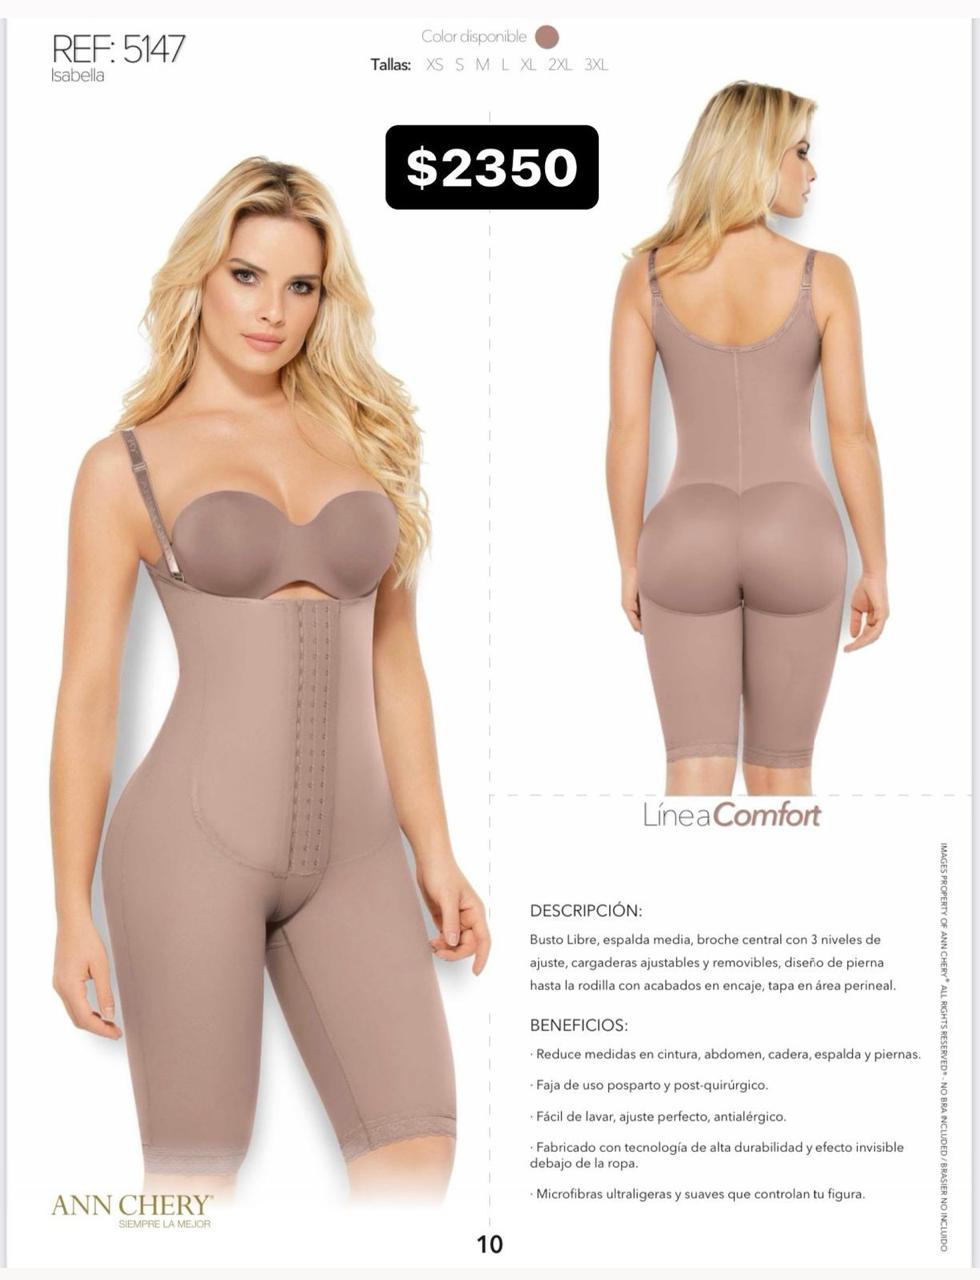 REF: 5147
Isabella
Color disponible
Tallas: XS S M L XL 2XL 3XL
$2350
LíneaComfort
DESCRIPCIÓN:
Busto Libre, espalda media, broche central con 3 niveles de
ajuste, cargaderas ajustables y removibles, diseño de pierna
hasta la rodilla con acabados en encaje, tapa en área perineal.
BENEFICIOS:
· Reduce medidas en cintura, abdomen, cadera, espalda y piernas.
· Faja de uso posparto y post-quirúrgico.
· Fácil de lavar, ajuste perfecto, antialérgico.
· Fabricado con tecnología de alta durabilidad y efecto invisible
debajo de la ropa.
· Microfibras ultraligeras y suaves que controlan tu figura.
IMAGES PROPERTY OF ANN CHERY® ALL RIGHTS RESERVED® - NO BRA INCLUDED / BRASIER NO INCLUIDO
ANN CHERY®
SIEMPRE LA MEJOR
10